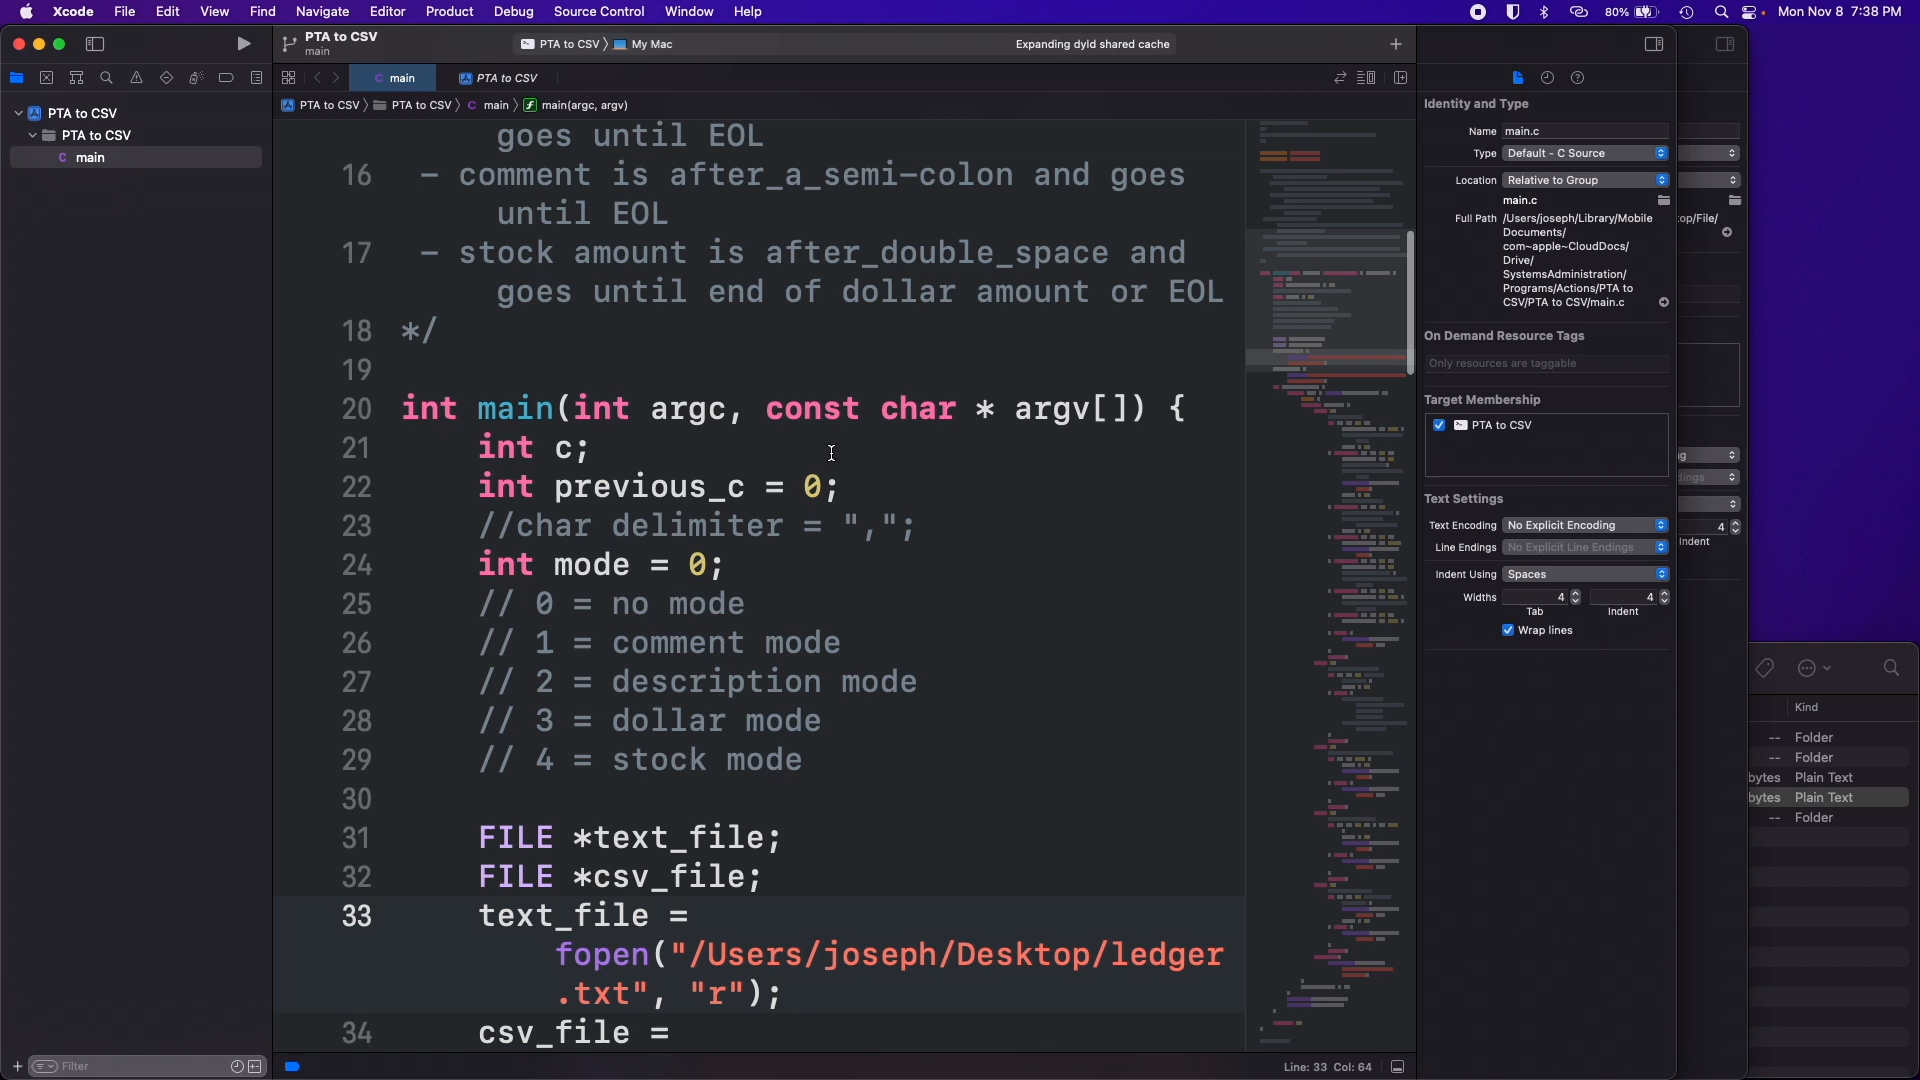 Xcode File Edit View Find Navigate Editor Product Debug Source Control Window Help
80% Mon Nov 8 7:38 PM
PTA to CSV
main
PTA to CSV My Mac
Expanding dyld shared cache
C main PTA to CSV
PTA to CSV PTA to CSV C main main(argc, argv)
PTA to CSV
PTA to CSV
C main
goes until EOL
16 - comment is after_a_semi-colon and goes
until EOL
17 - stock amount is after_double_space and
goes until end of dollar amount or EOL
18 */
19
20 int main(int argc, const char * argv[]) {
21 int c;
22 int previous_c = 0;
23 //char delimiter = ",";
24 int mode = 0;
25 // 0 = no mode
26 // 1 = comment mode
27 // 2 = description mode
28 // 3 = dollar mode
29 // 4 = stock mode
30
31 FILE *text_file;
32 FILE *csv_file;
33 text_file =
fopen("/Users/joseph/Desktop/ledger
.txt", "r");
34 csv_file =
Filter
Line: 33 Col: 64
Identity and Type
Name main.c
Type Default - C Source
Location Relative to Group
main.c
Full Path /Users/joseph/Library/Mobile
Documents/
com~apple~CloudDocs/
Drive/
SystemsAdministration/
Programs/Actions/PTA to
CSV/PTA to CSV/main.c
On Demand Resource Tags
Only resources are taggable
Target Membership
PTA to CSV
Text Settings
Text Encoding No Explicit Encoding
Line Endings No Explicit Line Endings
Indent Using Spaces
Widths 4 4
Tab Indent
Wrap lines
op/File/
4
Indent
Kind
-- Folder
-- Folder
bytes Plain Text
bytes Plain Text
-- Folder